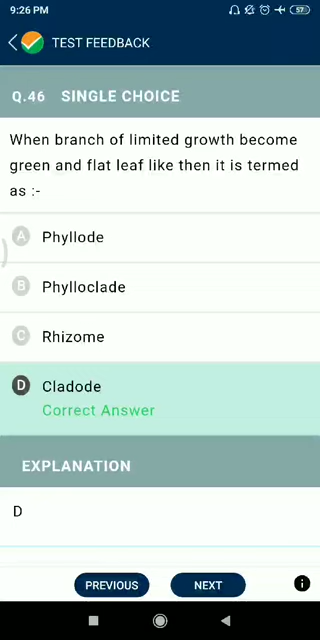 9:26 PM
57
TEST FEEDBACK
Q.46 SINGLE CHOICE
When branch of limited growth become
green and flat leaf like then it is termed
as :-
A Phyllode
B Phylloclade
C Rhizome
D Cladode
Correct Answer
EXPLANATION
D
PREVIOUS NEXT